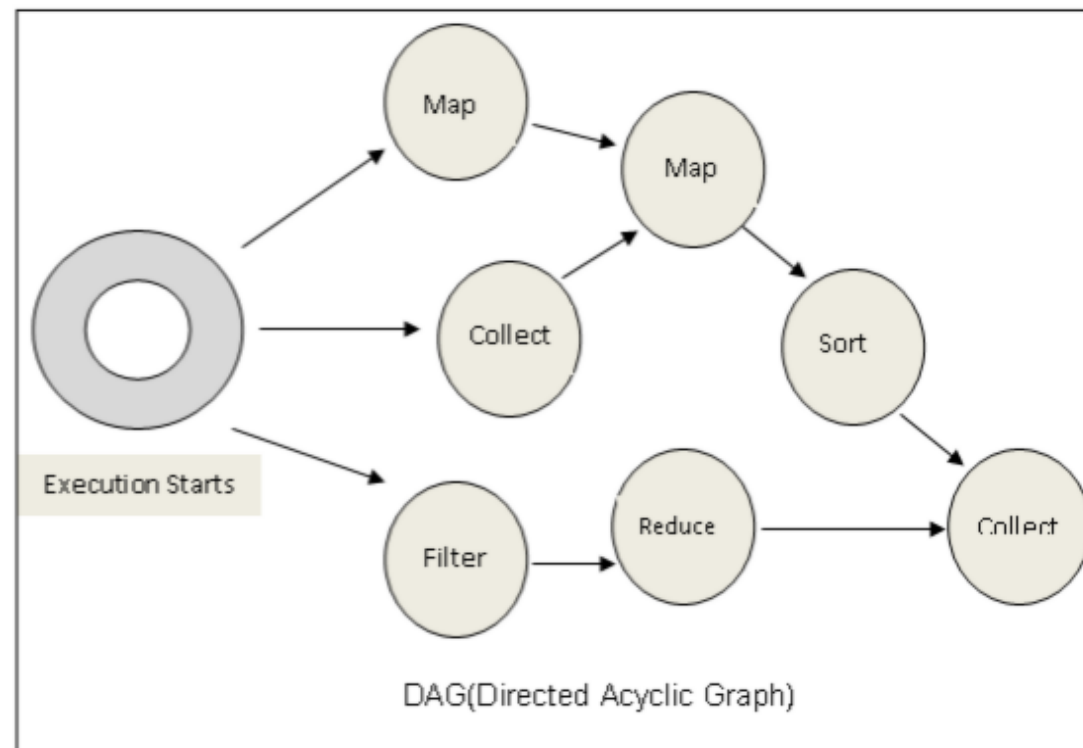 Map
Map
Collect
Sort
Execution Starts
Filter
Reduce
Collect
DAG(Directed Acyclic Graph)